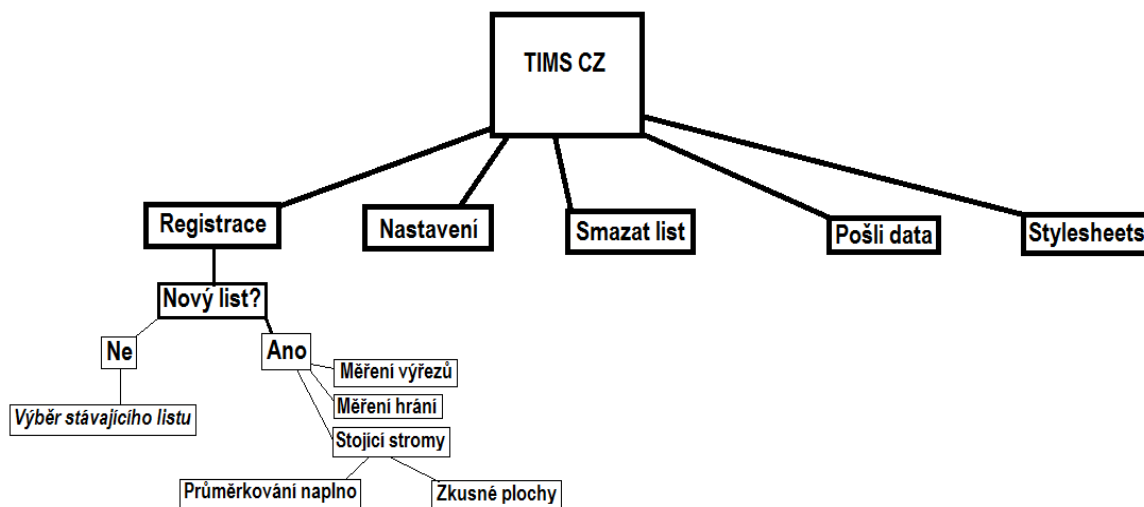 TIMS CZ
Registrace
Nastavení
Smazat list
Pošli data
Stylesheets
Nový list?
Ne
Ano
Měření výřezů
Výběr stávajícího listu
Měření hrání
Stojící stromy
Průměrkování naplno
Zkusné plochy